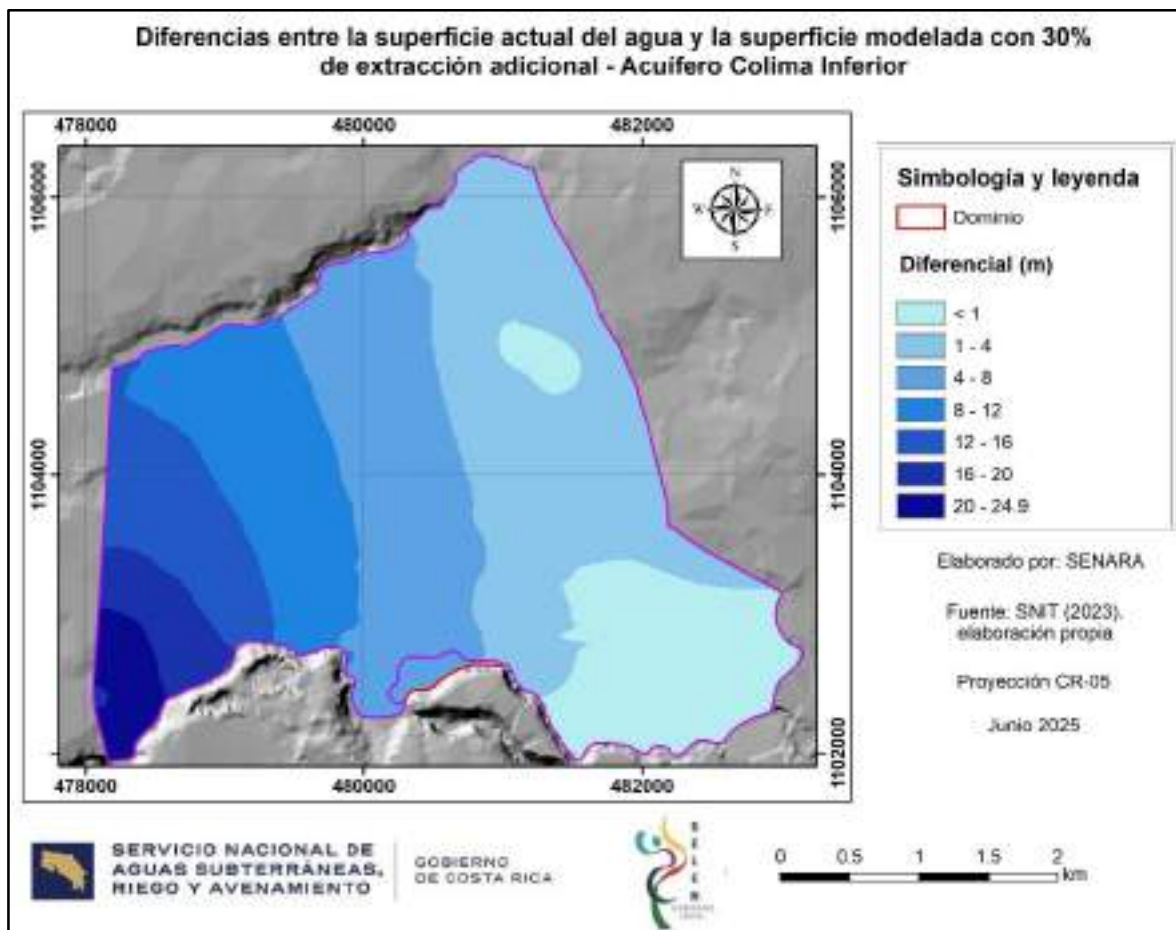 Diferencias entre la superficie actual del agua y la superficie modelada con 30%
de extracción adicional - Acuífero Colima Inferior
478000
480000
482000
1106000
1106000
N
W
E
S
1104000
1104000
1102000
478000
480000
482000
Simbología y leyenda
Dominio
Diferencial (m)
< 1
1 - 4
4 - 8
8 - 12
12 - 16
16 - 20
20 - 24.9
Elaborado por: SENARA
Fuente: SNIT (2023),
elaboración propia
Proyección CR-05
Junio 2025
SERVICIO NACIONAL DE
AGUAS SUBTERRÁNEAS,
RIEGO Y AVENAMIENTO
GOBIERNO
DE COSTA RICA
BELÉN
0
0.5
1
1.5
2
km